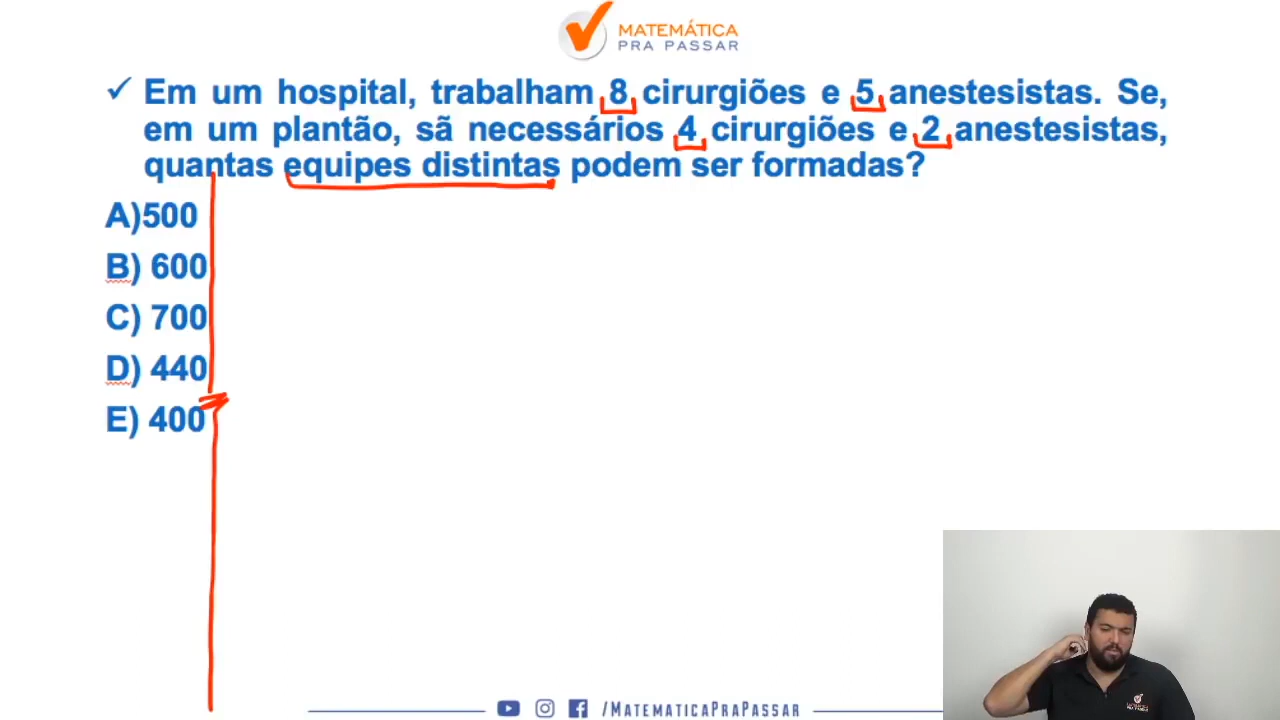 MATEMÁTICA
PRA PASSAR
✓ Em um hospital, trabalham 8 cirurgiões e 5 anestesistas. Se,
em um plantão, sã necessários 4 cirurgiões e 2 anestesistas,
quantas equipes distintas podem ser formadas?
A)500
B) 600
C) 700
D) 440
E) 400
/MATEMATICAPRAPASSAR